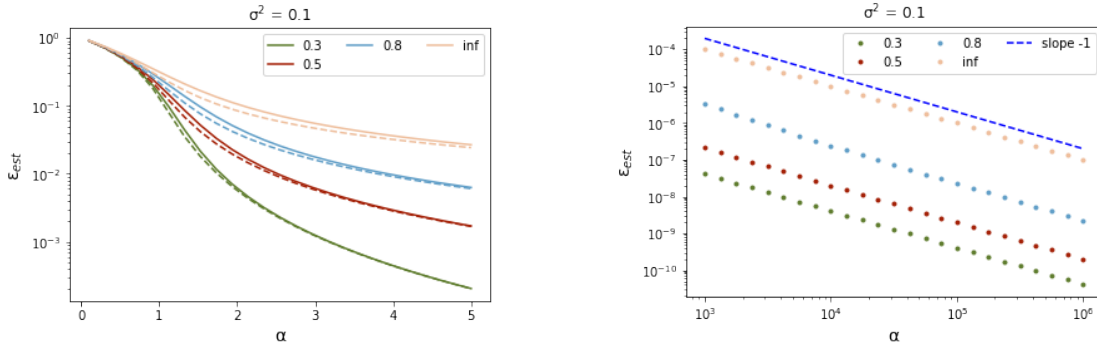 σ² = 0.1
ε_est
10⁰
10⁻¹
10⁻²
10⁻³
0 1 2 3 4 5
α
0.3 0.8 inf
0.5
σ² = 0.1
ε_est
10⁻⁴
10⁻⁵
10⁻⁶
10⁻⁷
10⁻⁸
10⁻⁹
10⁻¹⁰
10³ 10⁴ 10⁵ 10⁶
α
0.3 0.8 slope -1
0.5 inf